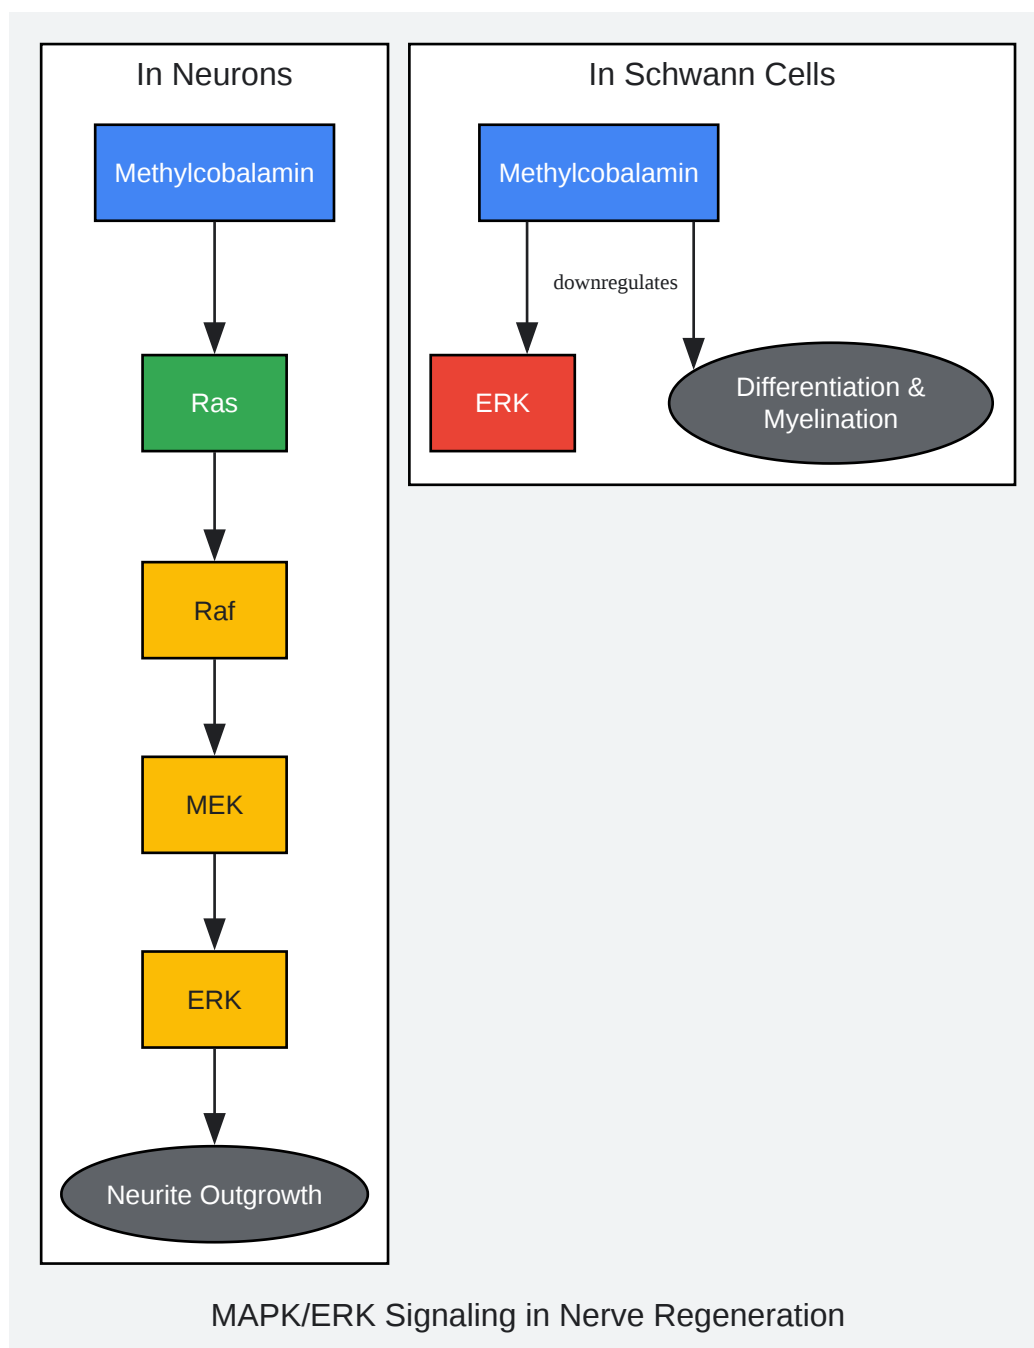 In Neurons
Methylcobalamin
Ras
Raf
MEK
ERK
Neurite Outgrowth
In Schwann Cells
Methylcobalamin
downregulates
ERK
Differentiation &
Myelination
MAPK/ERK Signaling in Nerve Regeneration